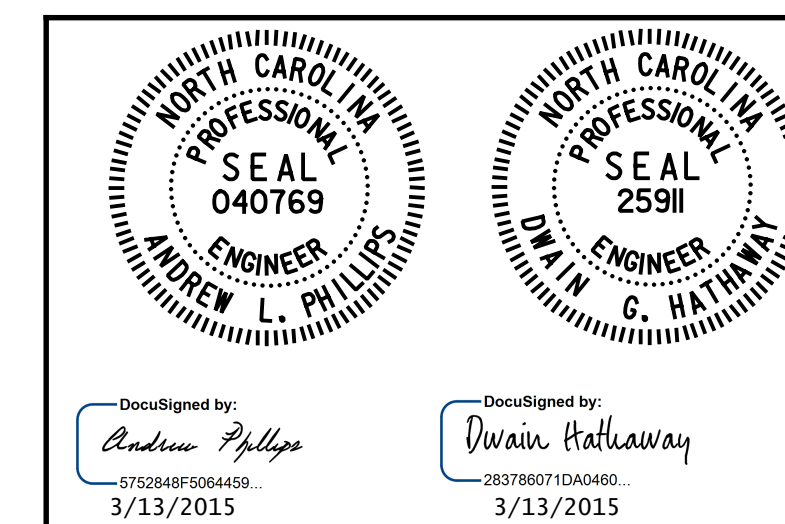 NORTH CAROLINA
PROFESSIONAL
SEAL
040769
ENGINEER
ANDREW L. PHILLIPS
NORTH CAROLINA
PROFESSIONAL
SEAL
25911
ENGINEER
DWAIN G. HATHAWAY
DocuSigned by:
Andrew Phillips
5752848F5064459...
3/13/2015
DocuSigned by:
Dwain Hathaway
283786071DA0460...
3/13/2015